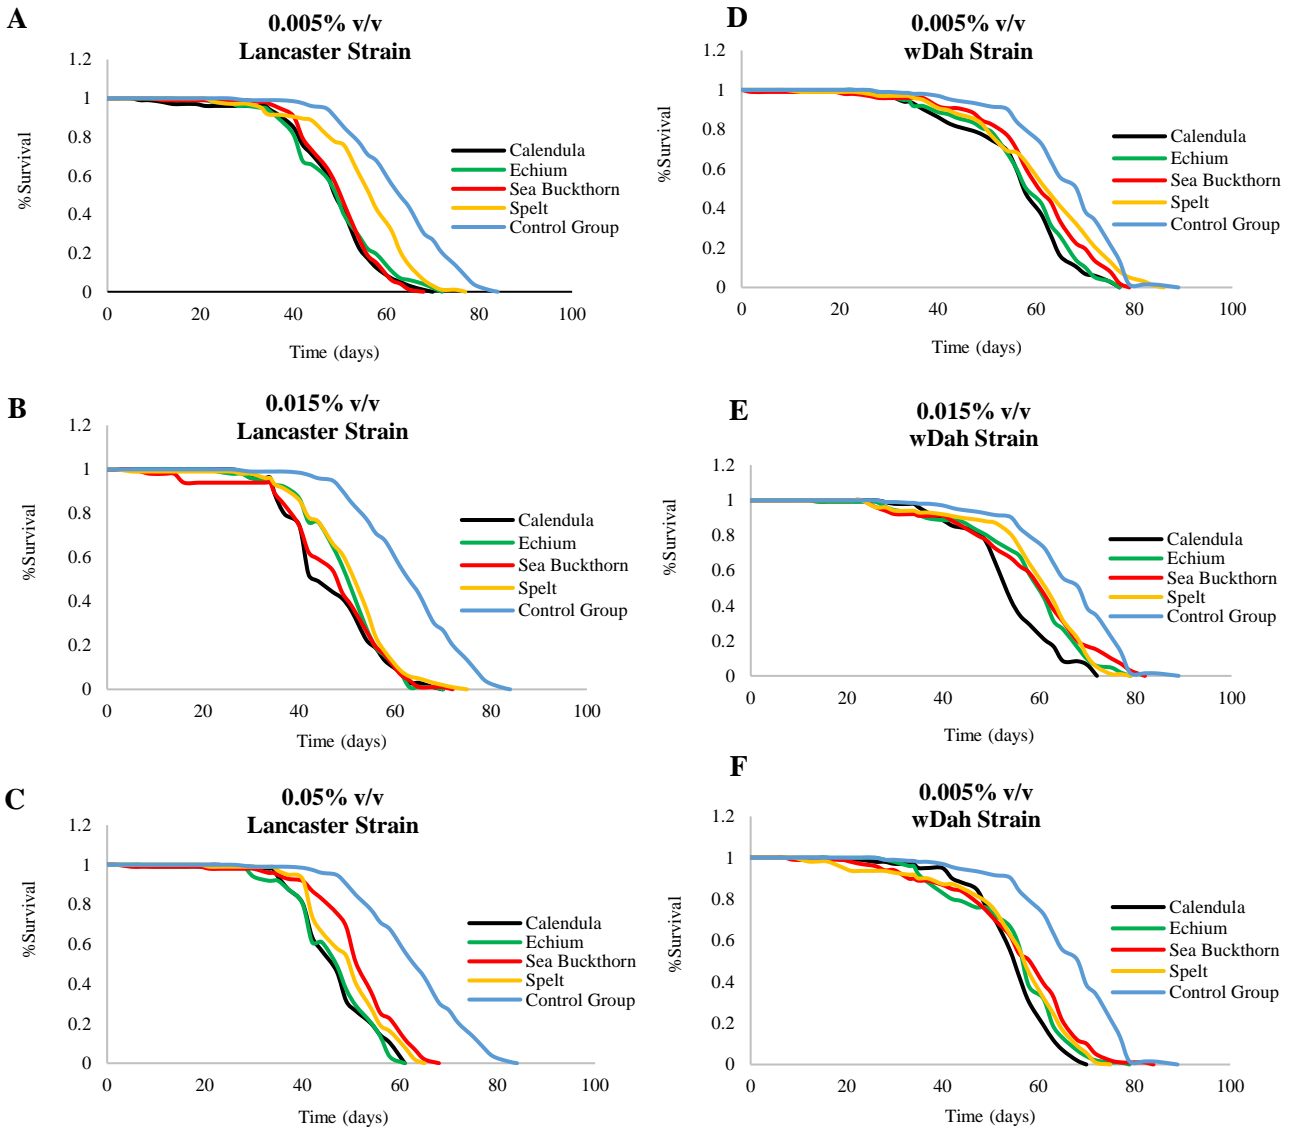 A
0.005% v/v
Lancaster Strain
1.2
1
0.8
0.6
0.4
0.2
0
%Survival
0 20 40 60 80 100
Time (days)
Calendula
Echium
Sea Buckthorn
Spelt
Control Group
D
0.005% v/v
wDah Strain
1.2
1
0.8
0.6
0.4
0.2
0
%Survival
0 20 40 60 80 100
Time (days)
Calendula
Echium
Sea Buckthorn
Spelt
Control Group
B
0.015% v/v
Lancaster Strain
1.2
1
0.8
0.6
0.4
0.2
0
%Survival
0 20 40 60 80 100
Time (days)
Calendula
Echium
Sea Buckthorn
Spelt
Control Group
E
0.015% v/v
wDah Strain
1.2
1
0.8
0.6
0.4
0.2
0
%Survival
0 20 40 60 80 100
Time (days)
Calendula
Echium
Sea Buckthorn
Spelt
Control Group
C
0.05% v/v
Lancaster Strain
1.2
1
0.8
0.6
0.4
0.2
0
%Survival
0 20 40 60 80 100
Time (days)
Calendula
Echium
Sea Buckthorn
Spelt
Control Group
F
0.005% v/v
wDah Strain
1.2
1
0.8
0.6
0.4
0.2
0
%Survival
0 20 40 60 80 100
Time (days)
Calendula
Echium
Sea Buckthorn
Spelt
Control Group